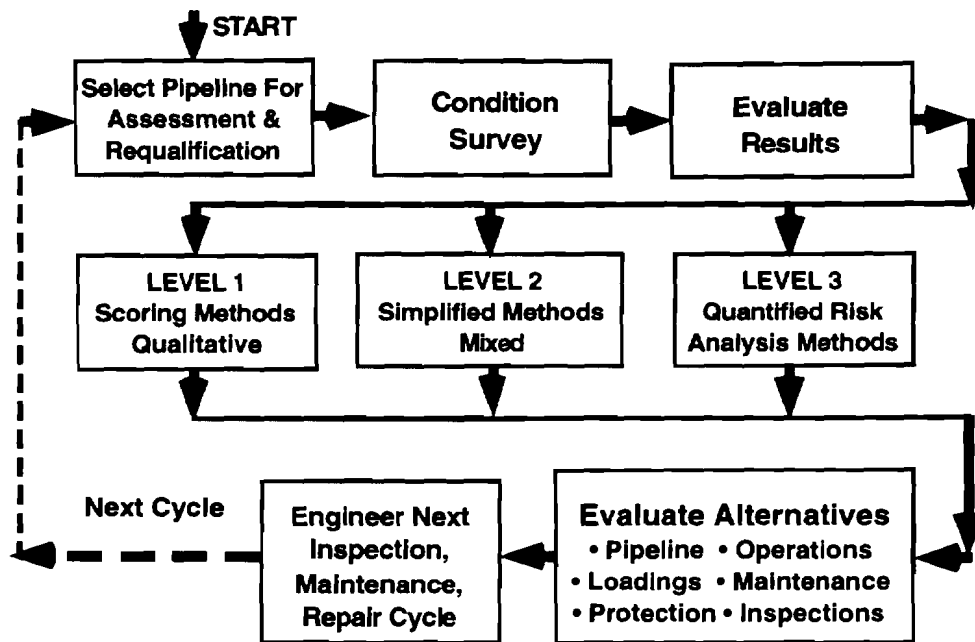 START
Select Pipeline For
Assessment &
Requalification
Condition
Survey
Evaluate
Results
LEVEL 1
Scoring Methods
Qualitative
LEVEL 2
Simplified Methods
Mixed
LEVEL 3
Quantified Risk
Analysis Methods
Next Cycle
Engineer Next
Inspection,
Maintenance,
Repair Cycle
Evaluate Alternatives
• Pipeline • Operations
• Loadings • Maintenance
• Protection • Inspections